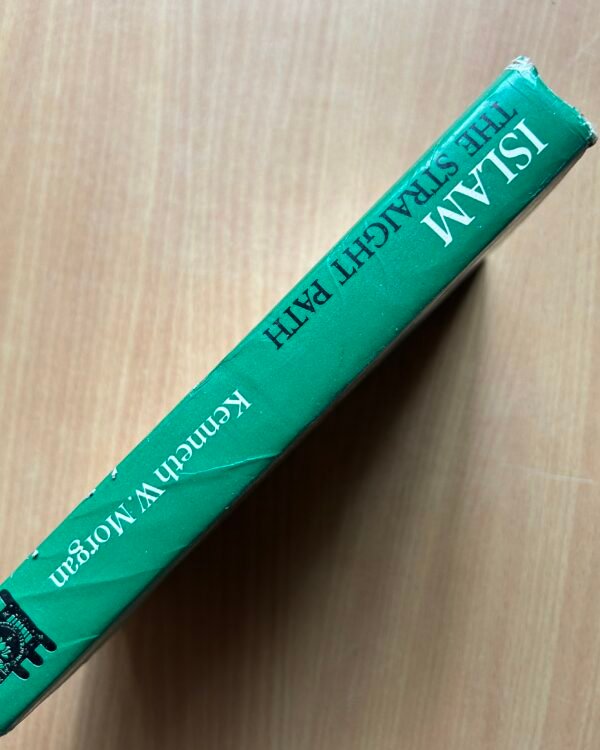 ISLAM
THE STRAIGHT PATH
Kenneth W. Morgan